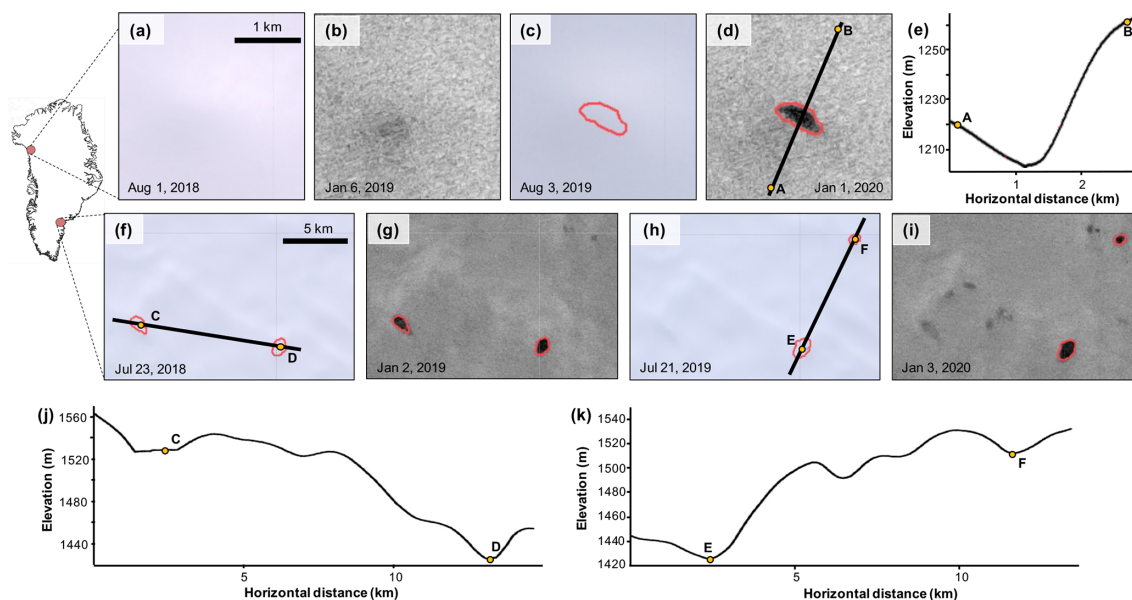 (a)
1 km
Aug 1, 2018
(b)
Jan 6, 2019
(c)
Aug 3, 2019
(d)
B
A
Jan 1, 2020
(e)
Elevation (m)
1250
1230
1210
A
B
1
2
Horizontal distance (km)
(f)
5 km
C
D
Jul 23, 2018
(g)
Jan 2, 2019
(h)
F
E
Jul 21, 2019
(i)
Jan 3, 2020
(j)
Elevation (m)
1560
1520
1480
1440
C
D
5
10
Horizontal distance (km)
(k)
Elevation (m)
1540
1520
1500
1480
1460
1440
1420
E
F
5
10
Horizontal distance (km)